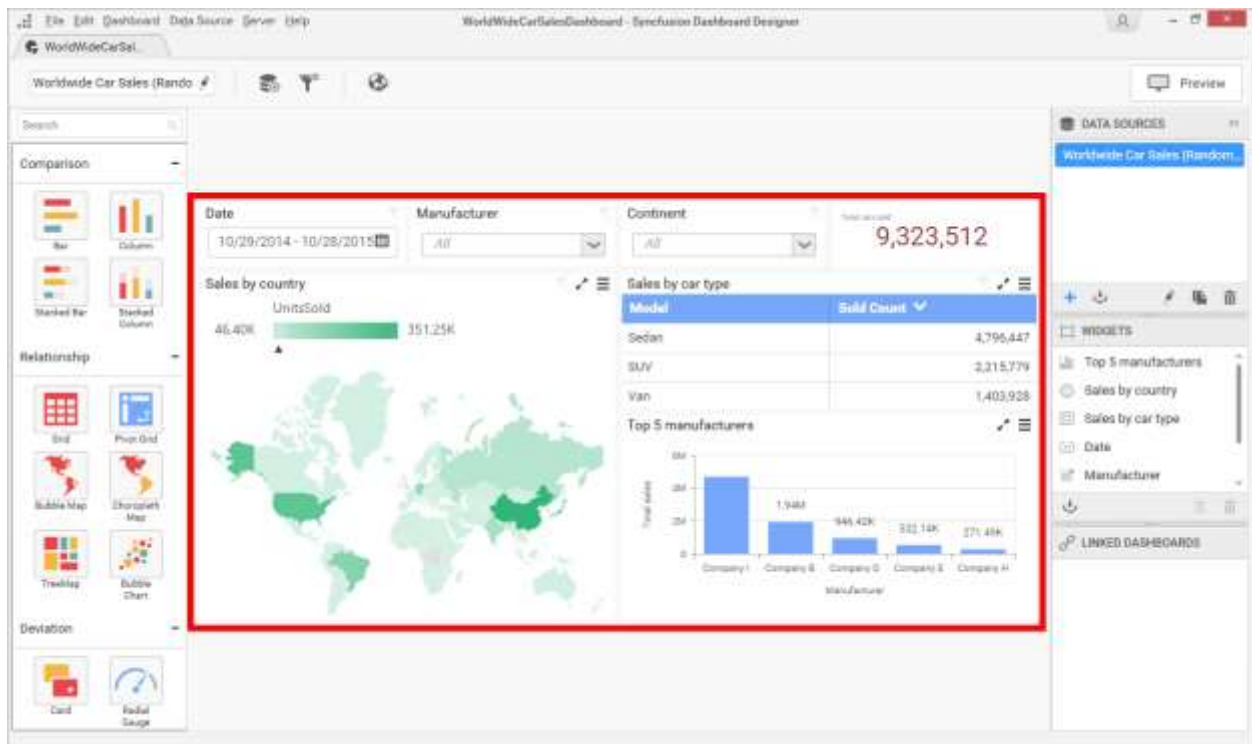 File Edit Dashboard Data Source Server Help
WorldWideCarSalesDashboard - Syncfusion Dashboard Designer
WorldWideCarSal...
Worldwide Car Sales (Rando
Preview
Search
Comparison
Bar
Column
Stacked Bar
Stacked
Column
Relationship
Grid
Pivot Grid
Bubble Map
Choropleth
Map
TreeMap
Bubble
Chart
Deviation
Card
Radial
Gauge
Date
10/29/2014 - 10/28/2015
Manufacturer
All
Continent
All
9,323,512
Sales by country
UnitsSold
46.40K
351.25K
Sales by car type
Model
Sold Count
Sedan
4,796,447
SUV
2,215,779
Van
1,403,928
Top 5 manufacturers
Total sales
2M
0
1.94M
946.42K
532.14K
271.49K
Company I
Company B
Company G
Company E
Company H
Manufacturer
DATA SOURCES
Worldwide Car Sales (Random...
WIDGETS
Top 5 manufacturers
Sales by country
Sales by car type
Date
Manufacturer
LINKED DASHBOARDS